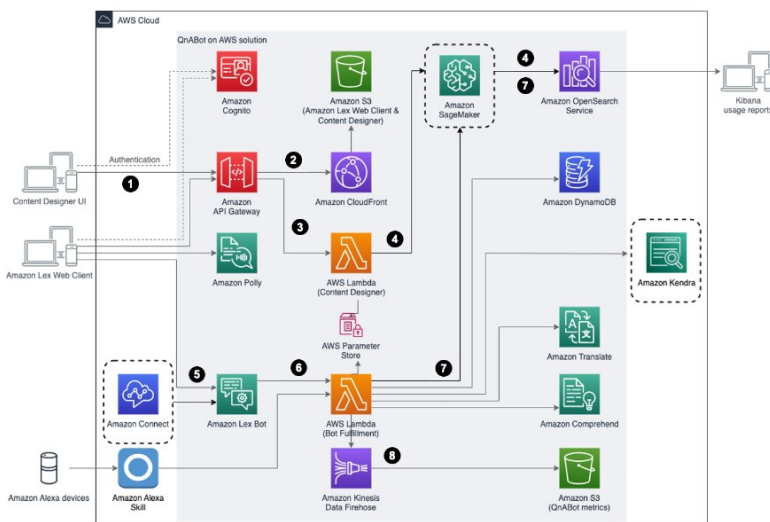 AWS Cloud
QnABot on AWS solution
Amazon
Cognito
Amazon S3
(Amazon Lex Web Client &
Content Designer)
Amazon
SageMaker
4
7
Amazon OpenSearch
Service
Kibana
usage reports
Authentication
1
Content Designer UI
Amazon
API Gateway
2
Amazon CloudFront
Amazon DynamoDB
3
4
Amazon Lex Web Client
Amazon Polly
AWS Lambda
(Content Designer)
Amazon Kendra
AWS Parameter
Store
Amazon Translate
5
6
7
Amazon Connect
Amazon Lex Bot
AWS Lambda
(Bot Fulfillment)
Amazon Comprehend
8
Amazon Alexa devices
Amazon Alexa
Skill
Amazon Kinesis
Data Firehose
Amazon S3
(QnABot metrics)